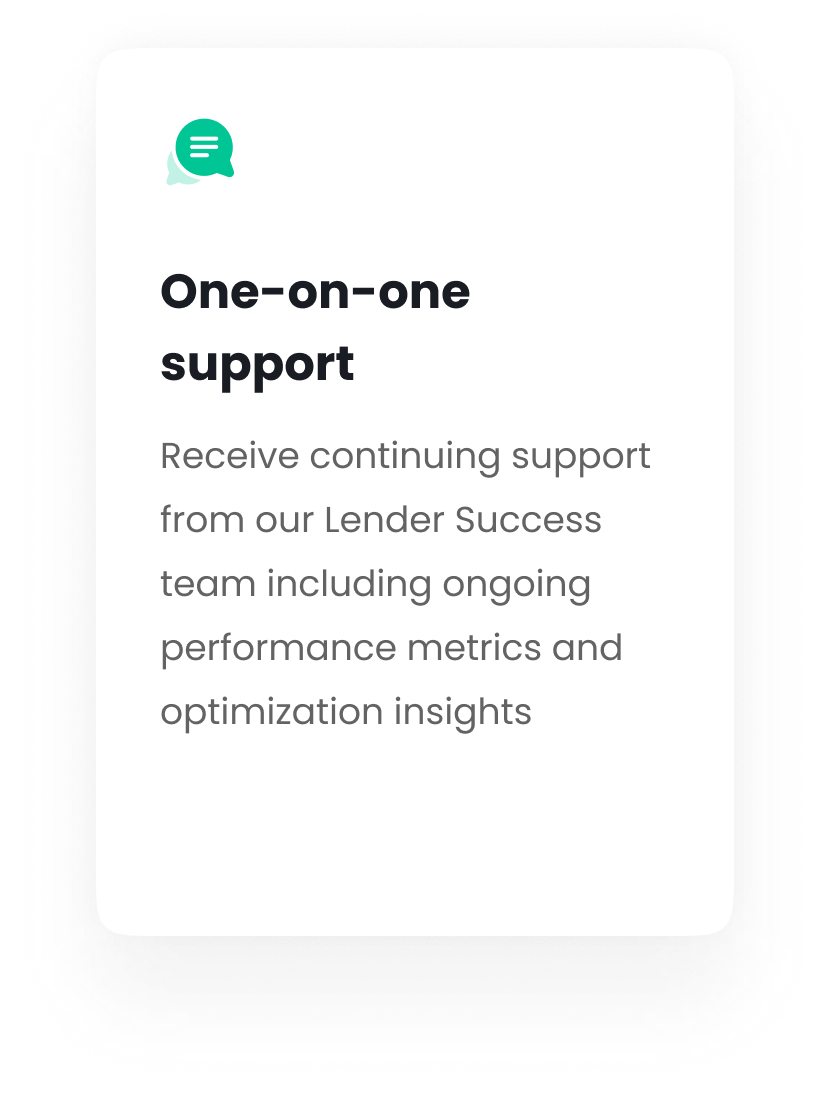 One-on-one
support
Receive continuing support
from our Lender Success
team including ongoing
performance metrics and
optimization insights